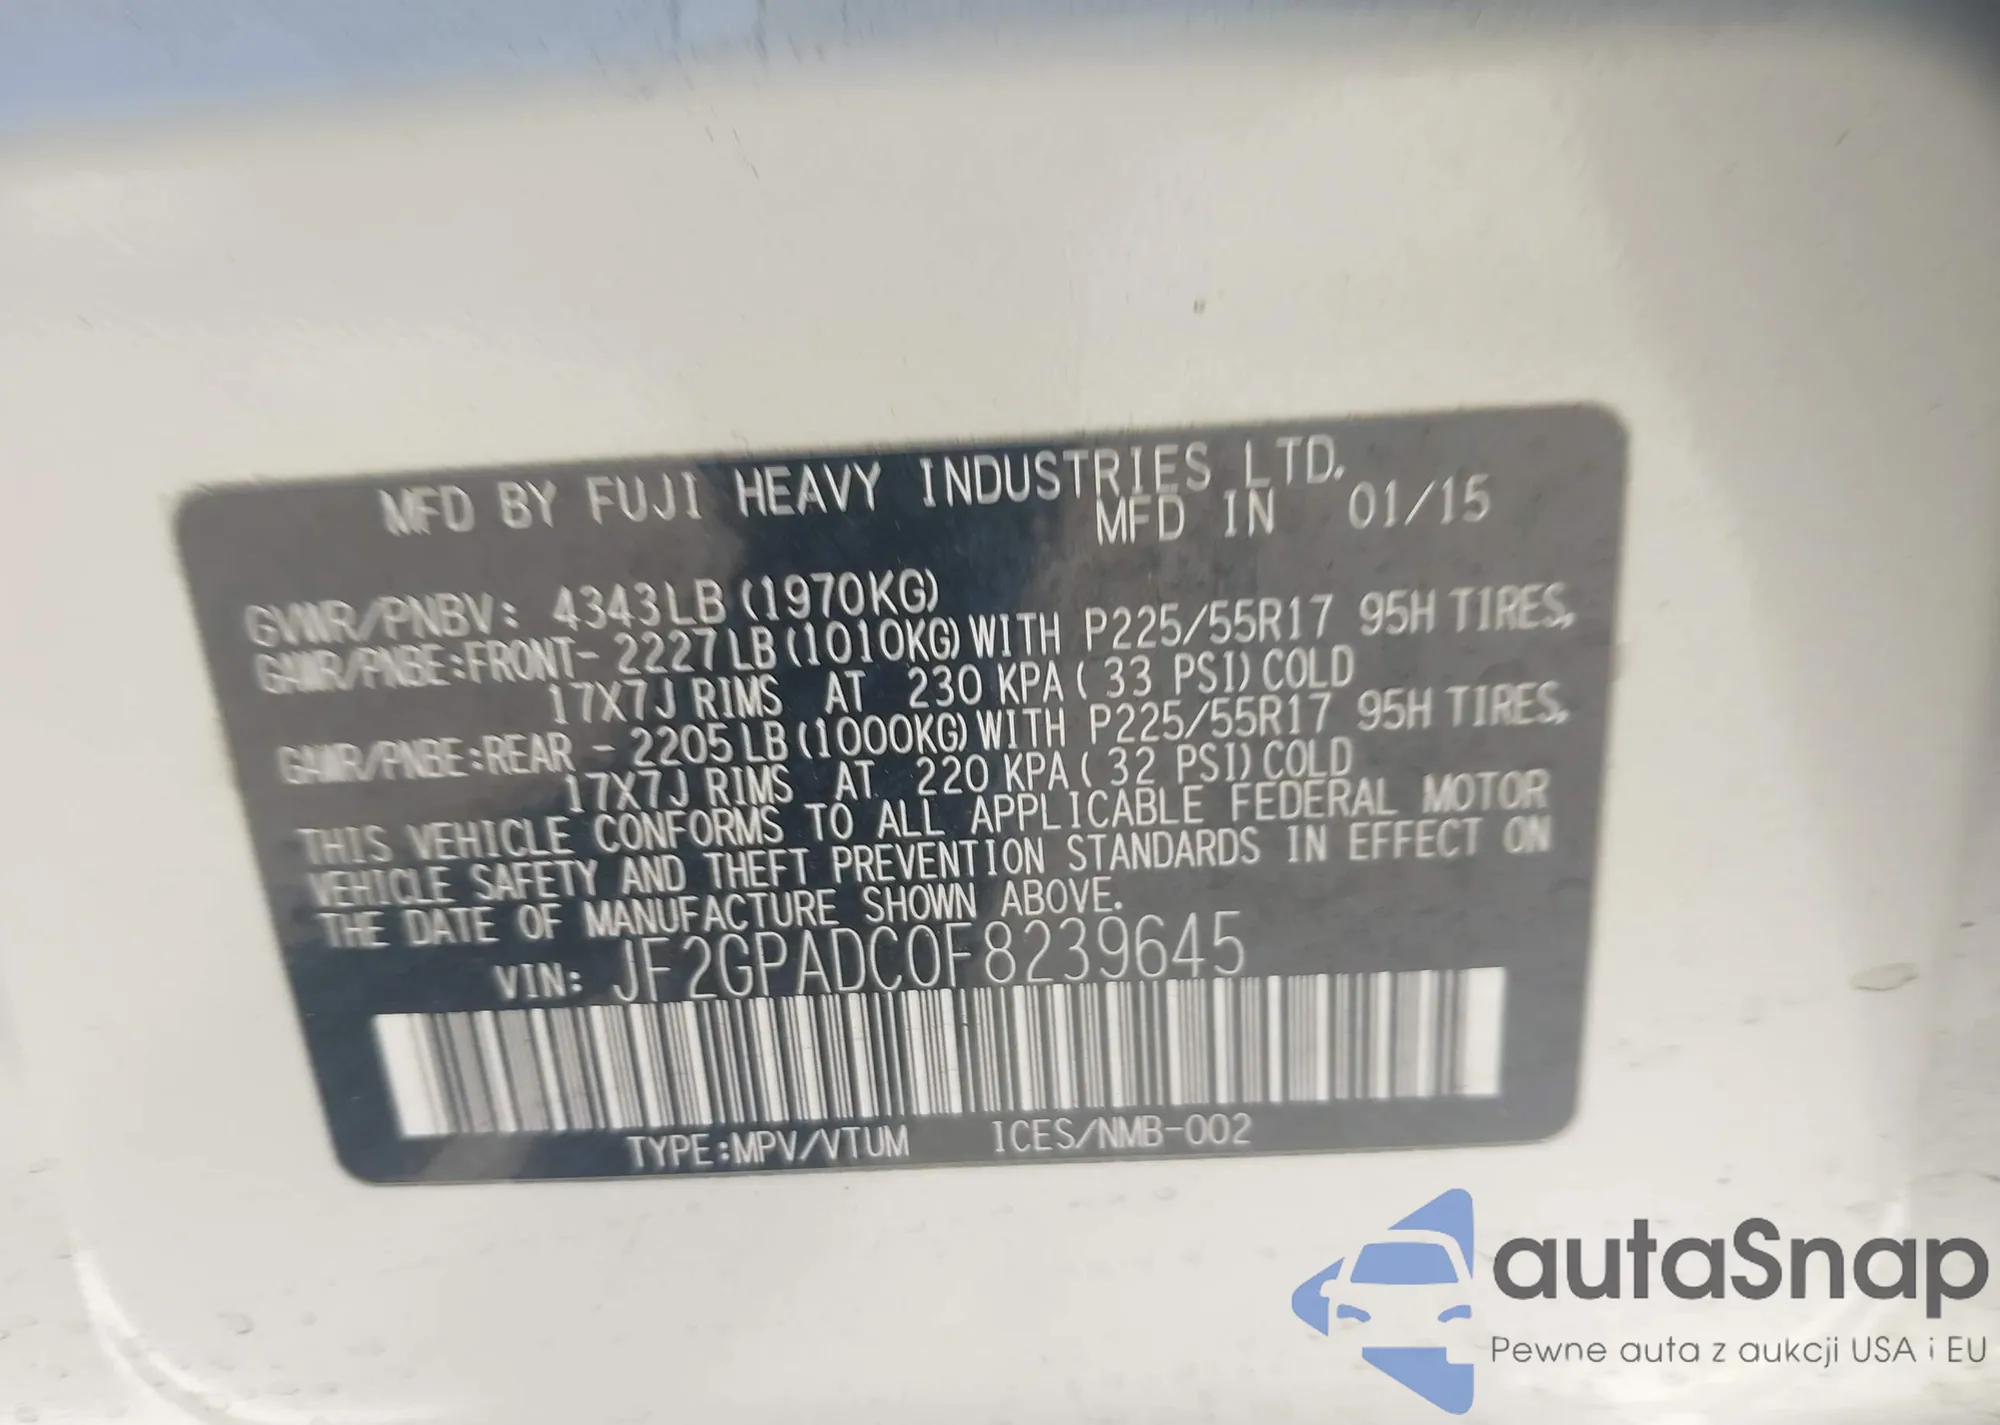 MFD BY FUJI HEAVY INDUSTRIES LTD.
MFD IN 01/15
GVWR/PNBV: 4343LB (1970KG)
GAWR/PNBE:FRONT- 2227LB (1010KG) WITH P225/55R17 95H TIRES,
17X7J RIMS AT 230 KPA ( 33 PSI) COLD
GAWR/PNBE:REAR - 2205LB (1000KG) WITH P225/55R17 95H TIRES,
17X7J RIMS AT 220 KPA ( 32 PSI) COLD
THIS VEHICLE CONFORMS TO ALL APPLICABLE FEDERAL MOTOR
VEHICLE SAFETY AND THEFT PREVENTION STANDARDS IN EFFECT ON
THE DATE OF MANUFACTURE SHOWN ABOVE.
VIN: JF2GPADC0F8239645
TYPE:MPV/VTUM ICES/NMB-002
autaSnap
Pewne auta z aukcji USA i EU